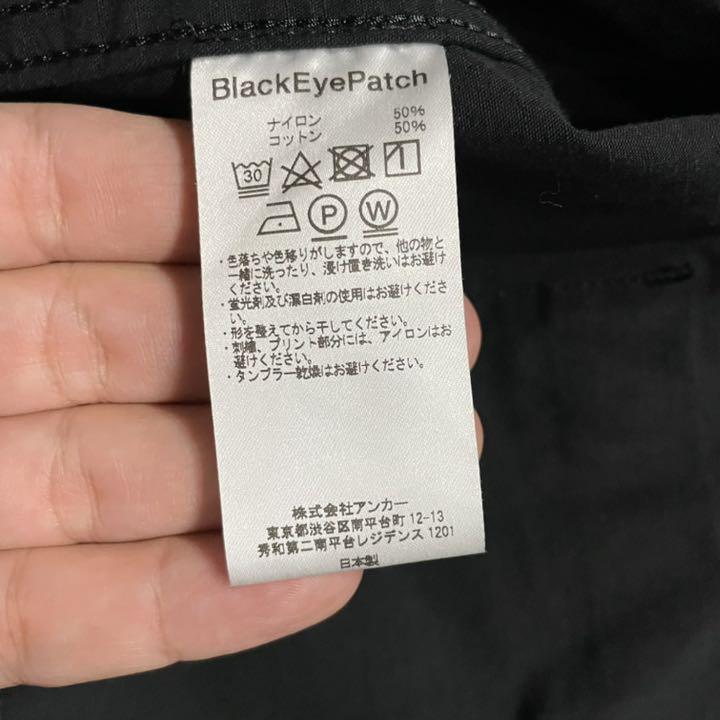 BlackEyePatch
ナイロン 50%
コットン 50%
30
P W
・色落ちや色移りがしますので、他の物と
一緒に洗ったり、浸け置き洗いはお避け
ください。
・蛍光剤及び漂白剤の使用はお避けくださ
い。
・形を整えてから干してください。
・刺繍、プリント部分には、アイロンはお
避けください。
・タンブラー乾燥はお避けください。
株式会社アンカー
東京都渋谷区南平台町 12-13
秀和第二南平台レジデンス 1201
日本製